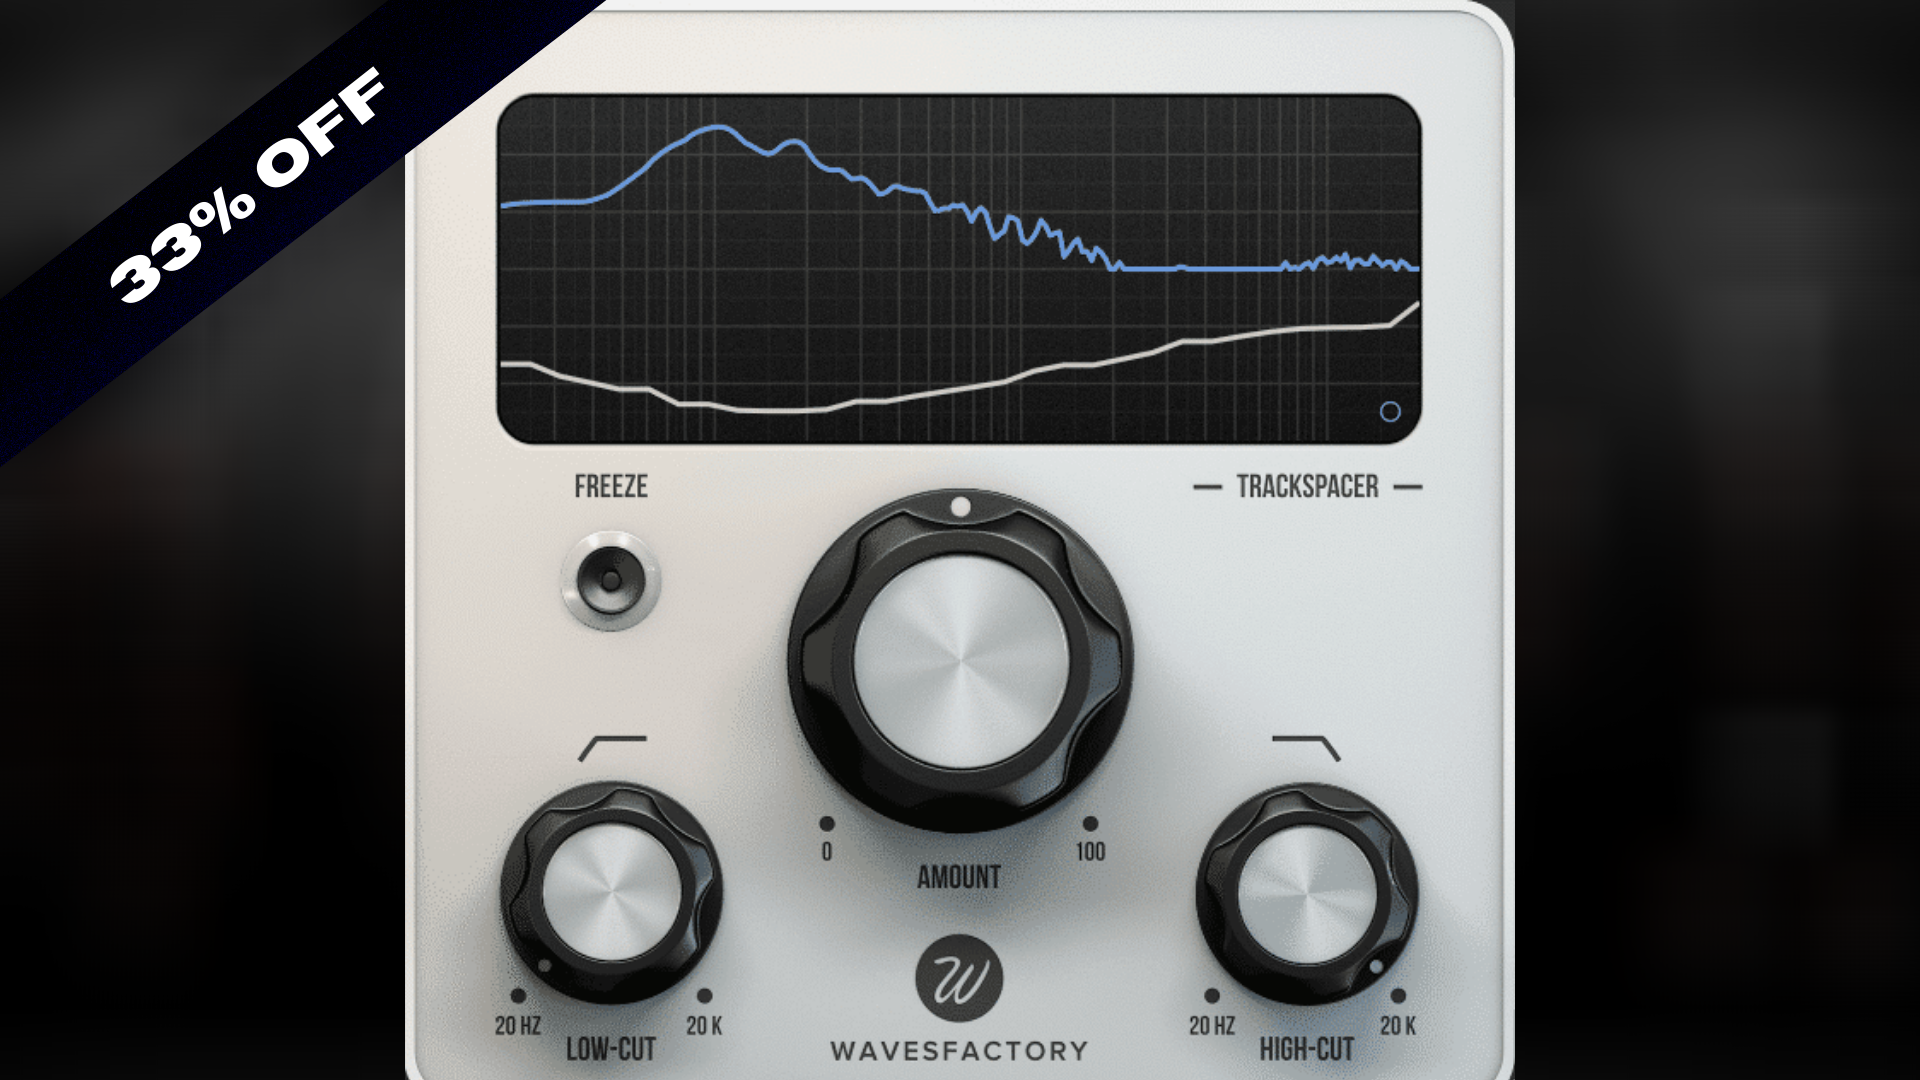 33% OFF
FREEZE
TRACKSPACER
0
100
AMOUNT
20 HZ
20 K
LOW-CUT
20 HZ
20 K
HIGH-CUT
W
WAVESFACTORY